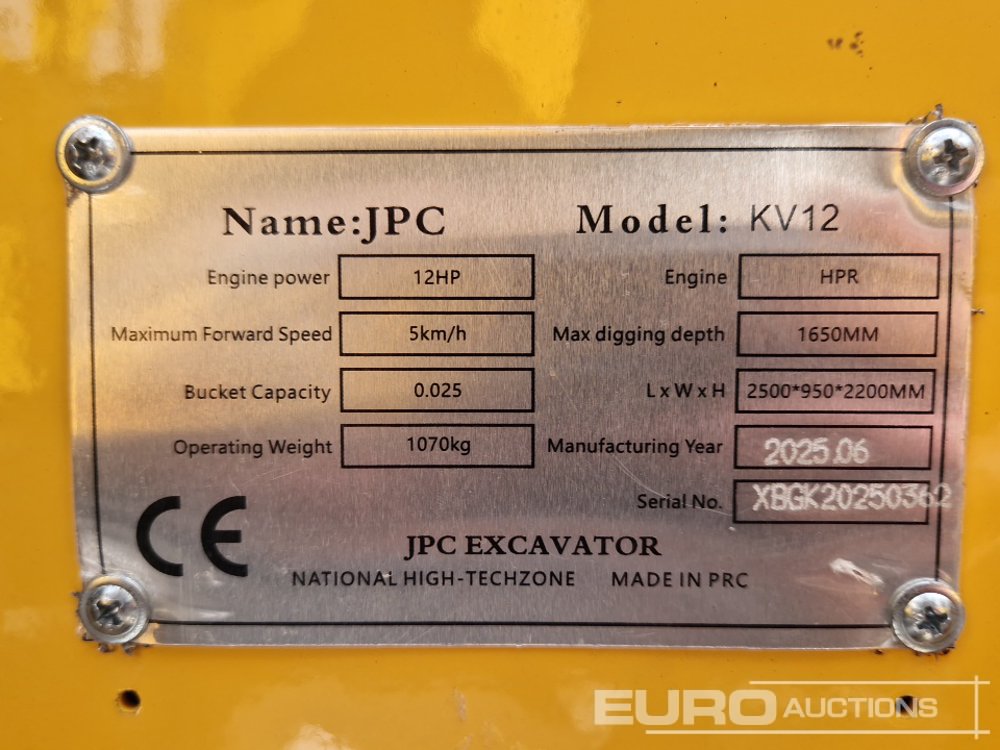 Name:JPC Model: KV12
Engine power 12HP Engine HPR
Maximum Forward Speed 5km/h Max digging depth 1650MM
Bucket Capacity 0.025 L x W x H 2500*950*2200MM
Operating Weight 1070kg Manufacturing Year 2025.06
Serial No. XBGK20250362
CE
JPC EXCAVATOR
NATIONAL HIGH-TECHZONE MADE IN PRC
EURO AUCTIONS